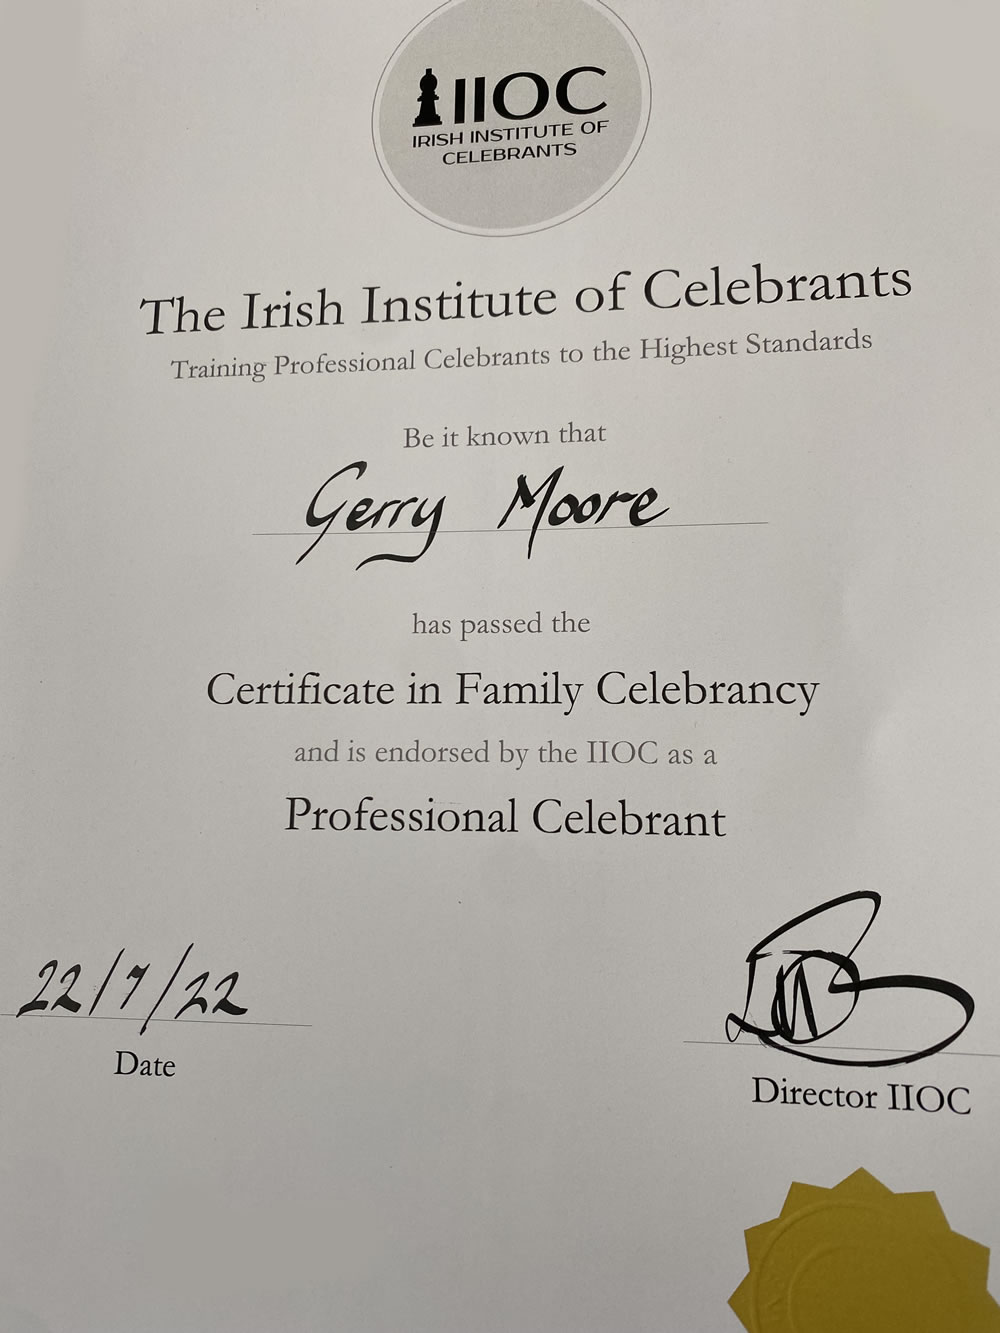 IIOC
IRISH INSTITUTE OF
CELEBRANTS
The Irish Institute of Celebrants
Training Professional Celebrants to the Highest Standards
Be it known that
Gerry Moore
has passed the
Certificate in Family Celebrancy
and is endorsed by the IIOC as a
Professional Celebrant
22/7/22
Date
Director IIOC